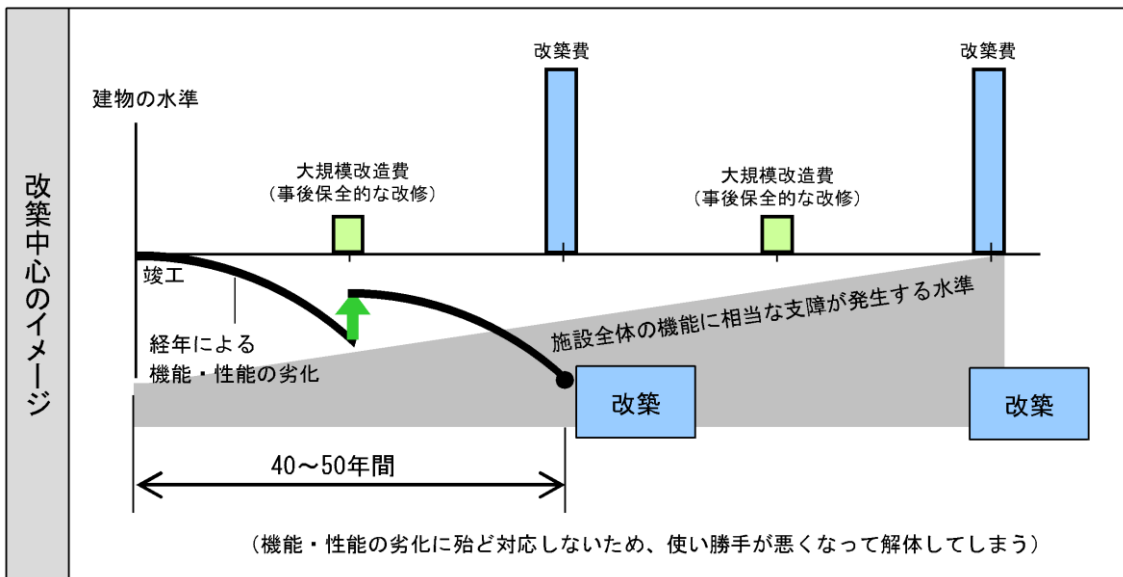 改築中心のイメージ
建物の水準
改築費
改築費
大規模改造費
（事後保全的な改修）
大規模改造費
（事後保全的な改修）
竣工
経年による
機能・性能の劣化
施設全体の機能に相当な支障が発生する水準
改築
改築
40～50年間
（機能・性能の劣化に殆ど対応しないため、使い勝手が悪くなって解体してしまう）